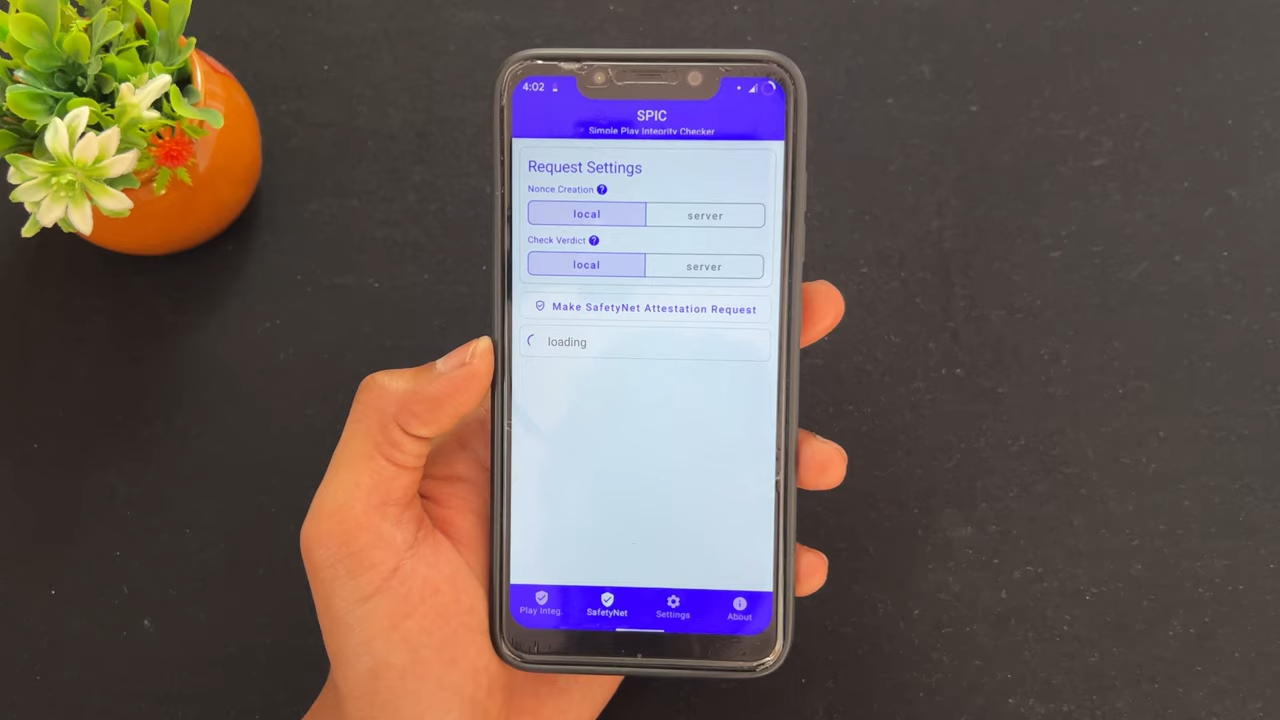 4:02
SPIC
Simple Play Integrity Checker
Request Settings
Nonce Creation ?
local server
Check Verdict ?
local server
Make SafetyNet Attestation Request
loading
Play Integ. SafetyNet Settings About